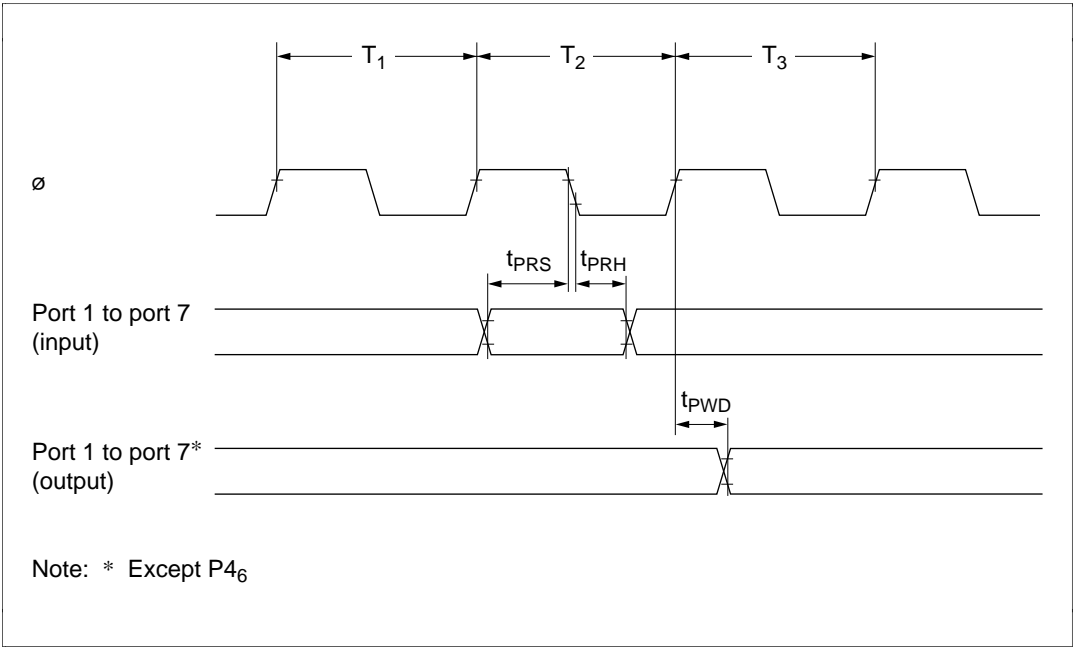 T₁ T₂ T₃
ø
tPRS tPRH
Port 1 to port 7
(input)
tPWD
Port 1 to port 7*
(output)
Note: * Except P4₆